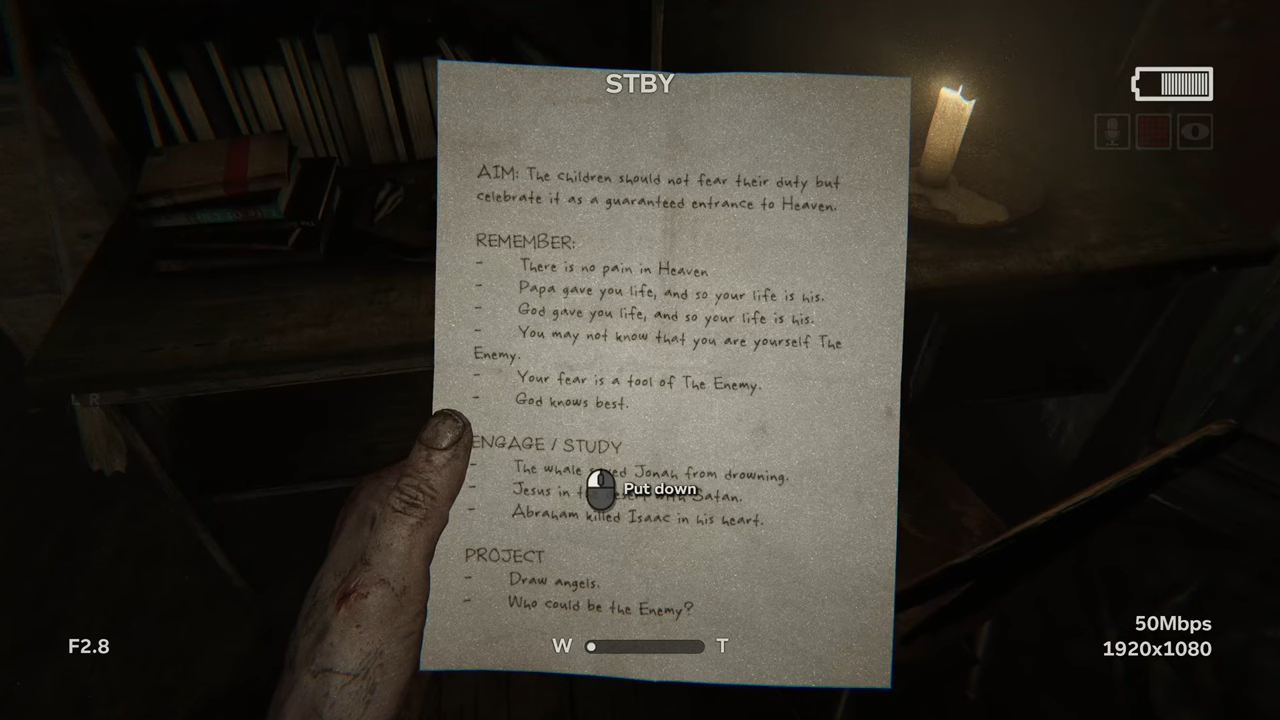 STBY
AIM: The children should not fear their duty but
celebrate it as a guaranteed entrance to Heaven.
REMEMBER:
- There is no pain in Heaven
- Papa gave you life, and so your life is his.
- God gave you life, and so your life is his.
- You may not know that you are yourself The
Enemy.
- Your fear is a tool of The Enemy.
- God knows best.
ENGAGE / STUDY
- The whale saved Jonah from drowning.
- Jesus in the desert with Satan.
- Abraham killed Isaac in his heart.
Put down
PROJECT
- Draw angels.
- Who could be the Enemy?
L R
F2.8
W T
50Mbps
1920x1080